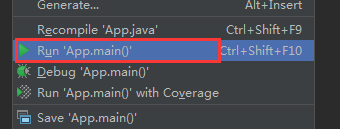 Generate... Alt+Insert
Recompile 'App.java' Ctrl+Shift+F9
Run 'App.main()' Ctrl+Shift+F10
Debug 'App.main()'
Run 'App.main()' with Coverage
Save 'App.main()'